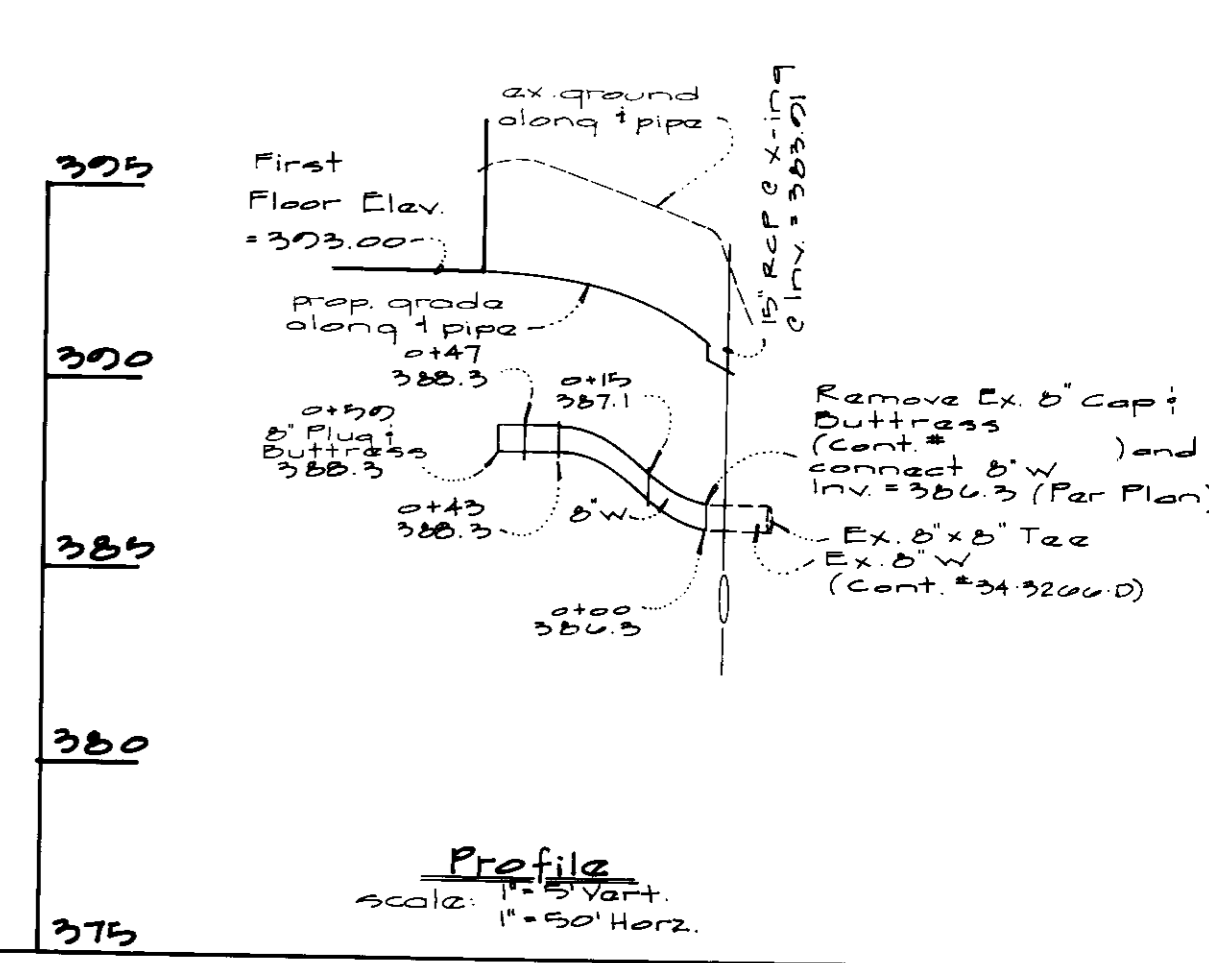 ex. ground
along ℄ pipe
15" RCP @ x-ing
@ Inv. = 383.91
395
First
Floor Elev.
= 393.00
prop. grade
along ℄ pipe
390
0+47
388.3
0+15
387.1
0+59
8" Plug &
Buttress
388.3
Remove Ex. 8" Cap &
Buttress
(Cont. # ) and
connect 8" W
Inv. = 386.3 (Per Plan)
0+43
388.3
8" W
385
Ex. 8" x 8" Tee
Ex. 8" W
(Cont. #34-3266-D)
0+00
386.3
380
Profile
scale: 1" = 5' Vert.
1" = 50' Horz.
375